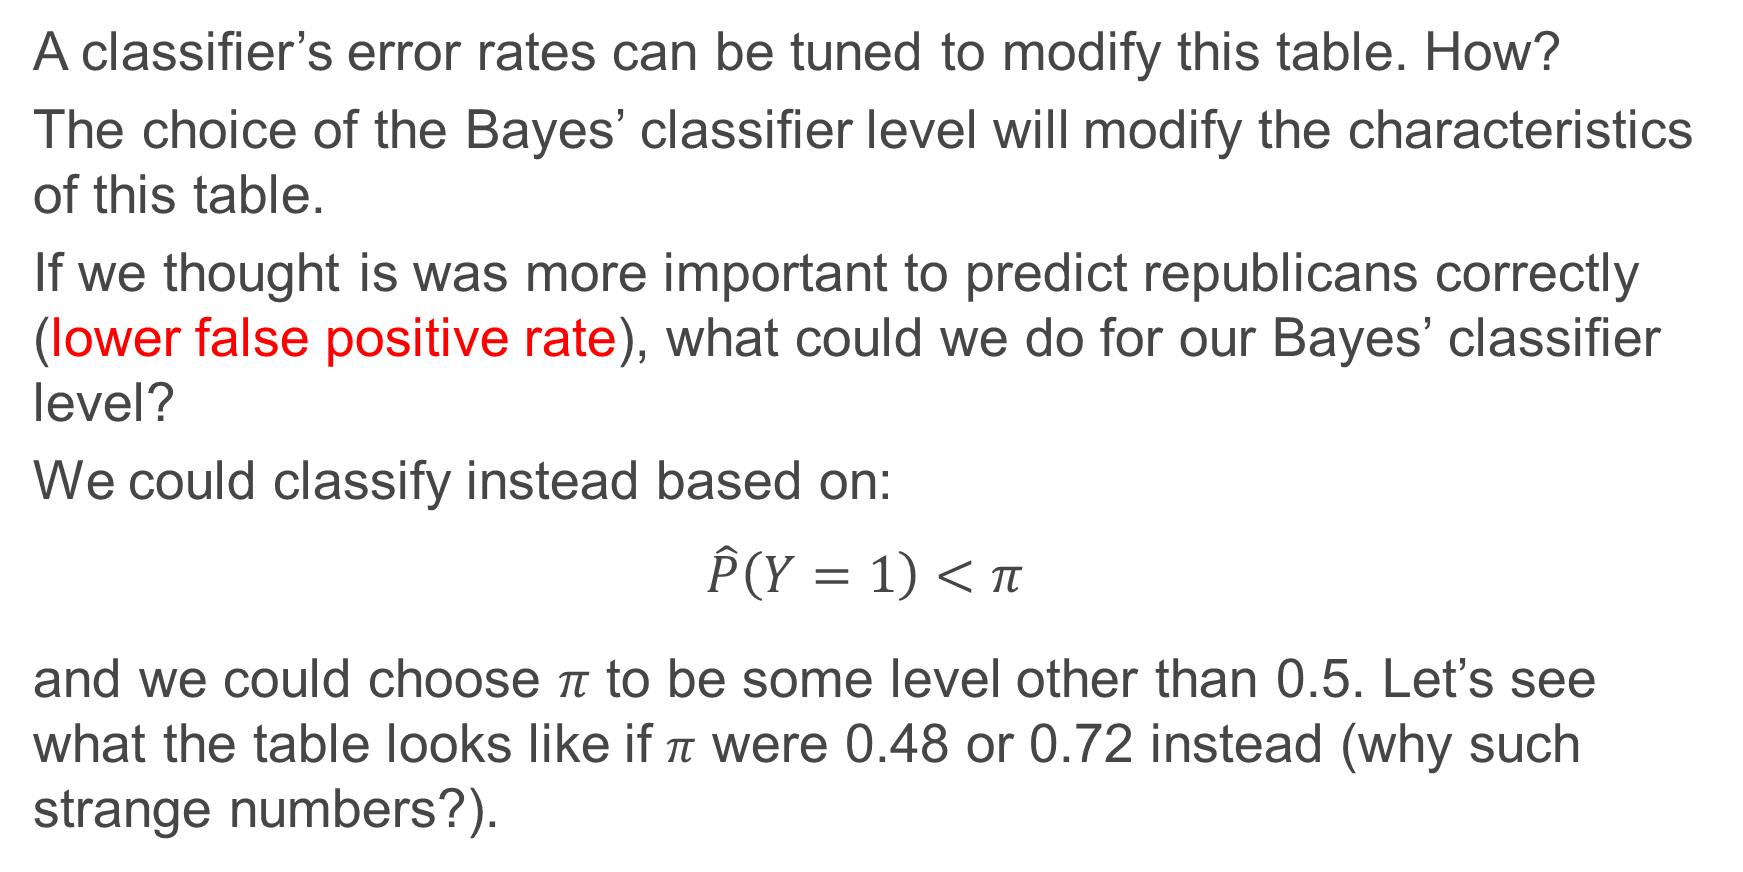 A classifier’s error rates can be tuned to modify this table. How?
The choice of the Bayes’ classifier level will modify the characteristics
of this table.
If we thought is was more important to predict republicans correctly
(lower false positive rate), what could we do for our Bayes’ classifier
level?
We could classify instead based on:
P̂(Y = 1) < π
and we could choose π to be some level other than 0.5. Let’s see
what the table looks like if π were 0.48 or 0.72 instead (why such
strange numbers?).